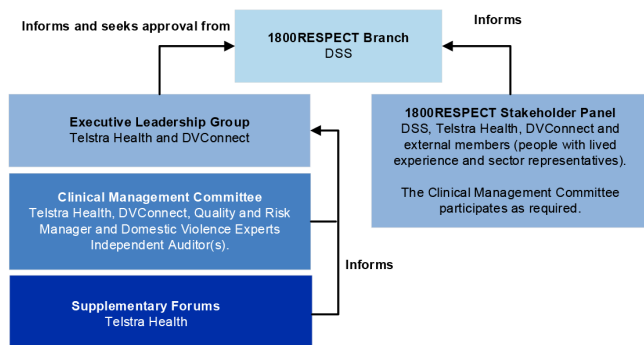 Informs and seeks approval from
1800RESPECT Branch
DSS
Informs
Executive Leadership Group
Telstra Health and DVConnect
1800RESPECT Stakeholder Panel
DSS, Telstra Health, DVConnect and
external members (people with lived
experience and sector representatives).
The Clinical Management Committee
participates as required.
Clinical Management Committee
Telstra Health, DVConnect, Quality and Risk
Manager and Domestic Violence Experts
Independent Auditor(s).
Informs
Supplementary Forums
Telstra Health